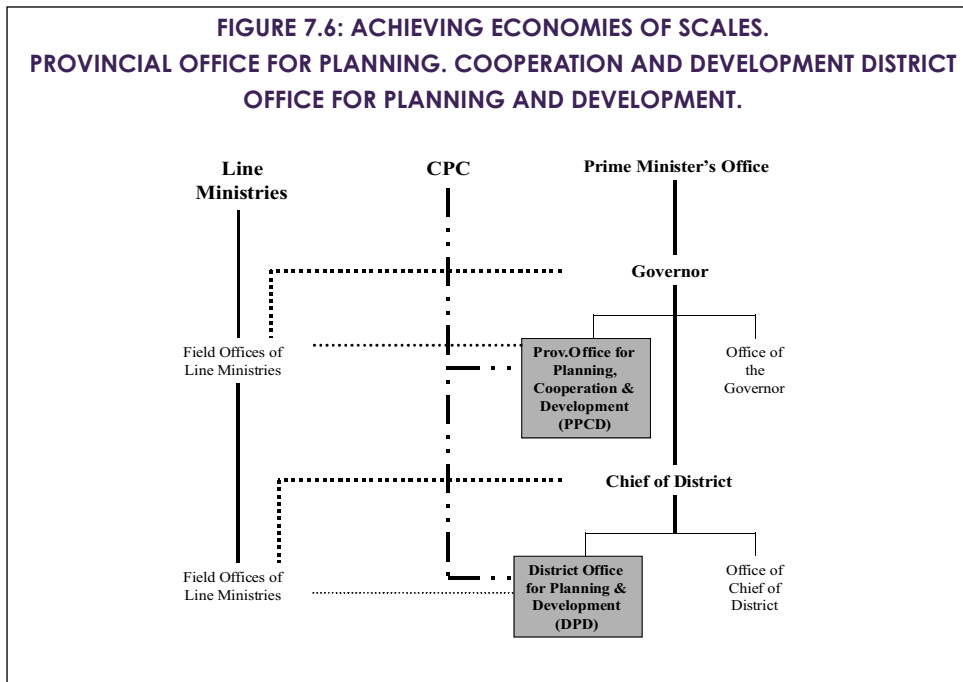 FIGURE 7.6: ACHIEVING ECONOMIES OF SCALES.
PROVINCIAL OFFICE FOR PLANNING. COOPERATION AND DEVELOPMENT DISTRICT
OFFICE FOR PLANNING AND DEVELOPMENT.
Line
Ministries
CPC
Prime Minister's Office
Governor
Field Offices of
Line Ministries
Prov.Office for
Planning,
Cooperation &
Development
(PPCD)
Office of
the
Governor
Chief of District
Field Offices of
Line Ministries
District Office
for Planning &
Development
(DPD)
Office of
Chief of
District